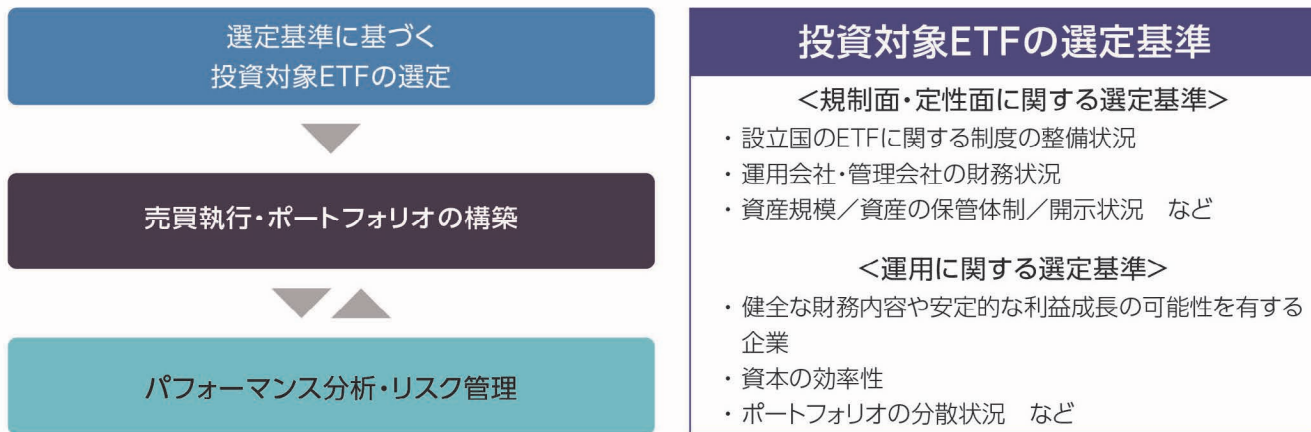 選定基準に基づく
投資対象ETFの選定
売買執行・ポートフォリオの構築
パフォーマンス分析・リスク管理
投資対象ETFの選定基準
＜規制面・定性面に関する選定基準＞
・設立国のETFに関する制度の整備状況
・運用会社・管理会社の財務状況
・資産規模／資産の保管体制／開示状況　など
＜運用に関する選定基準＞
・健全な財務内容や安定的な利益成長の可能性を有する
企業
・資本の効率性
・ポートフォリオの分散状況　など